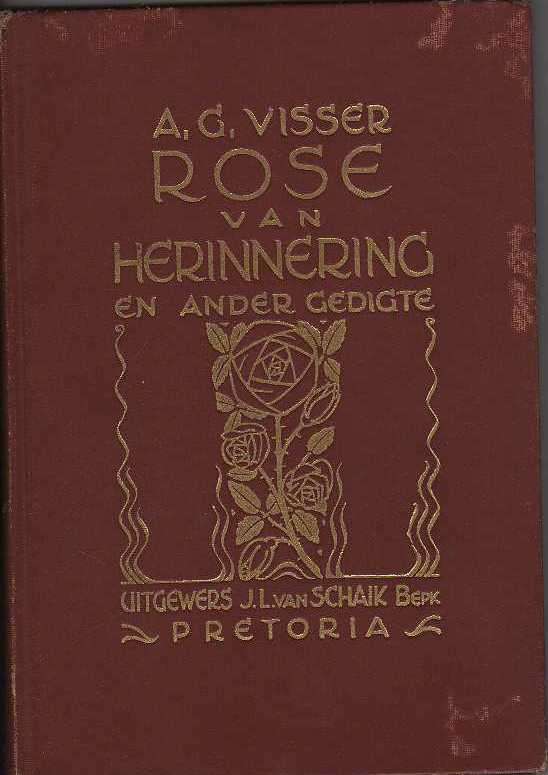 A. G. VISSER
ROSE
VAN
HERINNERING
EN ANDER GEDIGTE
UITGEWERS J. L. VAN SCHAIK BEPK
PRETORIA